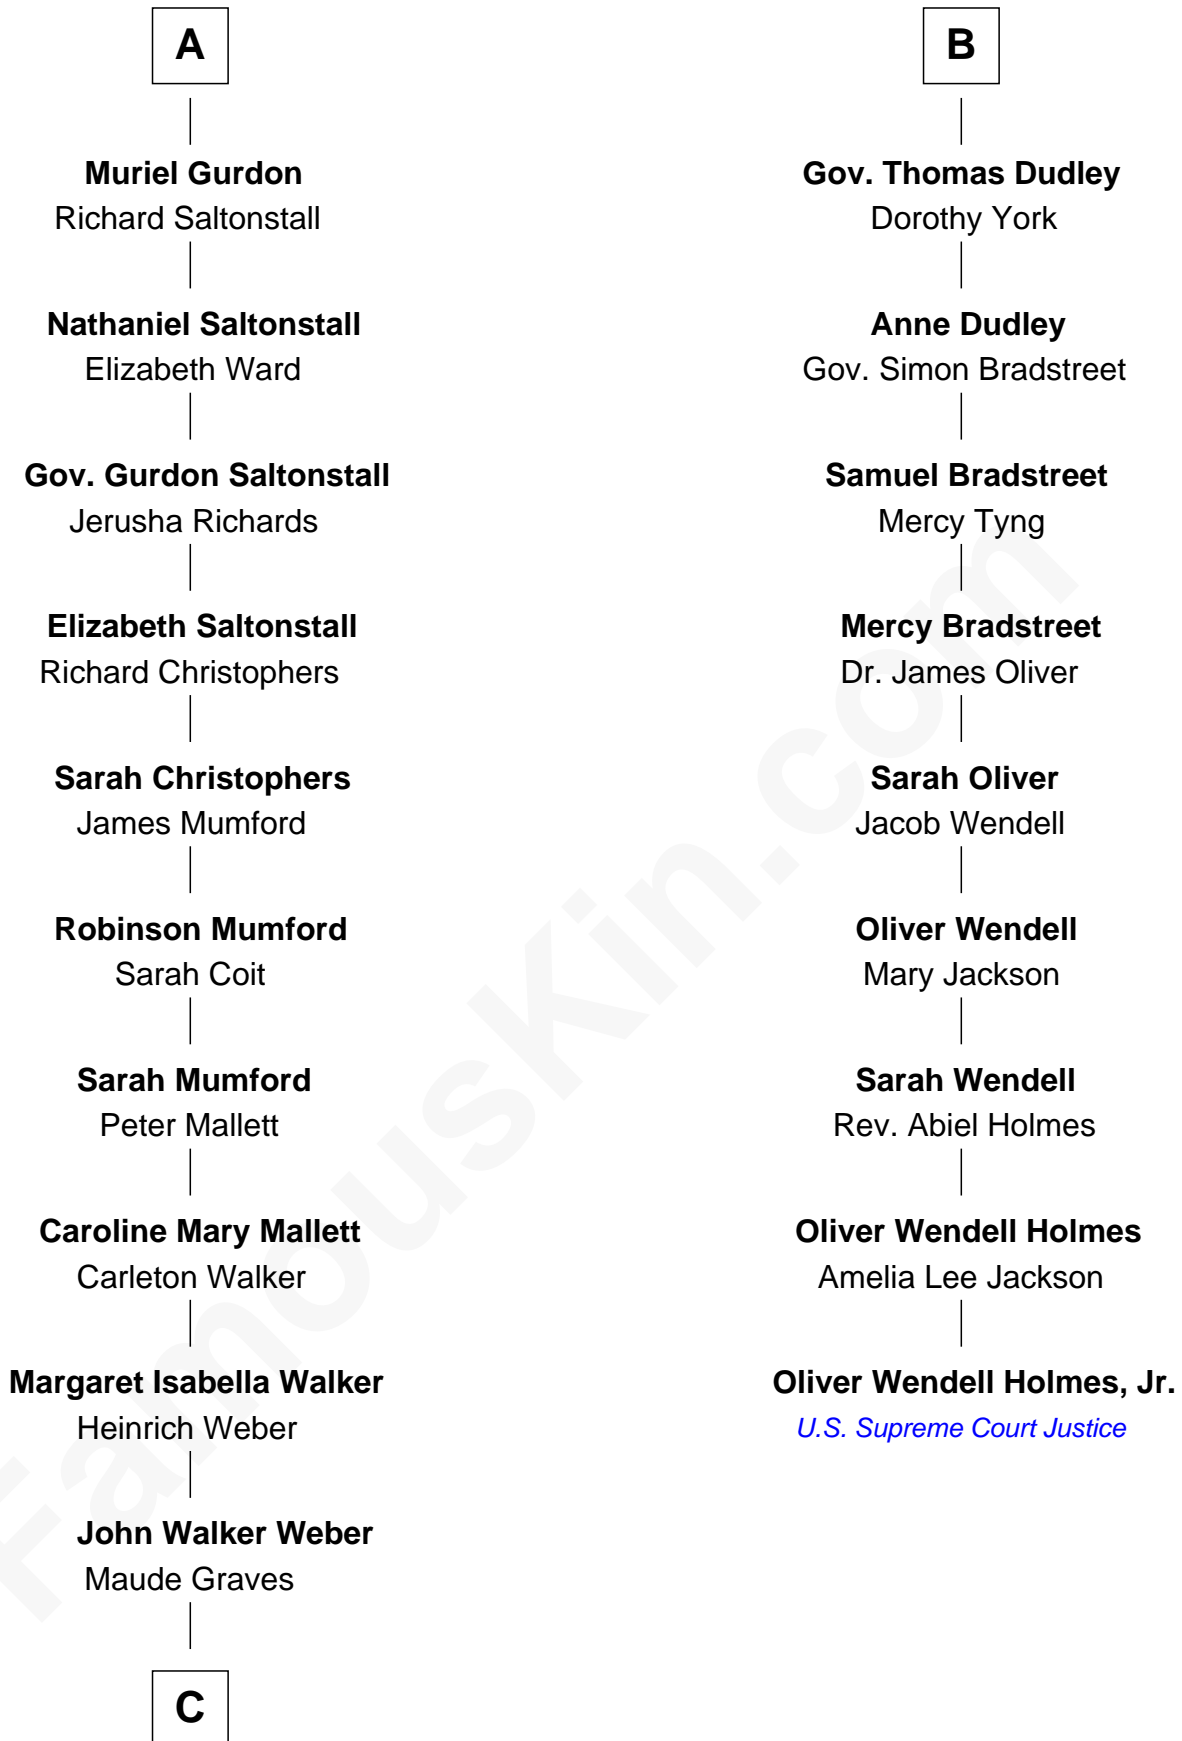 A
Muriel Gurdon
Richard Saltonstall
Nathaniel Saltonstall
Elizabeth Ward
Gov. Gurdon Saltonstall
Jerusha Richards
Elizabeth Saltonstall
Richard Christophers
Sarah Christophers
James Mumford
Robinson Mumford
Sarah Coit
Sarah Mumford
Peter Mallett
Caroline Mary Mallett
Carleton Walker
Margaret Isabella Walker
Heinrich Weber
John Walker Weber
Maude Graves
C
B
Gov. Thomas Dudley
Dorothy York
Anne Dudley
Gov. Simon Bradstreet
Samuel Bradstreet
Mercy Tyng
Mercy Bradstreet
Dr. James Oliver
Sarah Oliver
Jacob Wendell
Oliver Wendell
Mary Jackson
Sarah Wendell
Rev. Abiel Holmes
Oliver Wendell Holmes
Amelia Lee Jackson
Oliver Wendell Holmes, Jr.
U.S. Supreme Court Justice
FamousKin.com